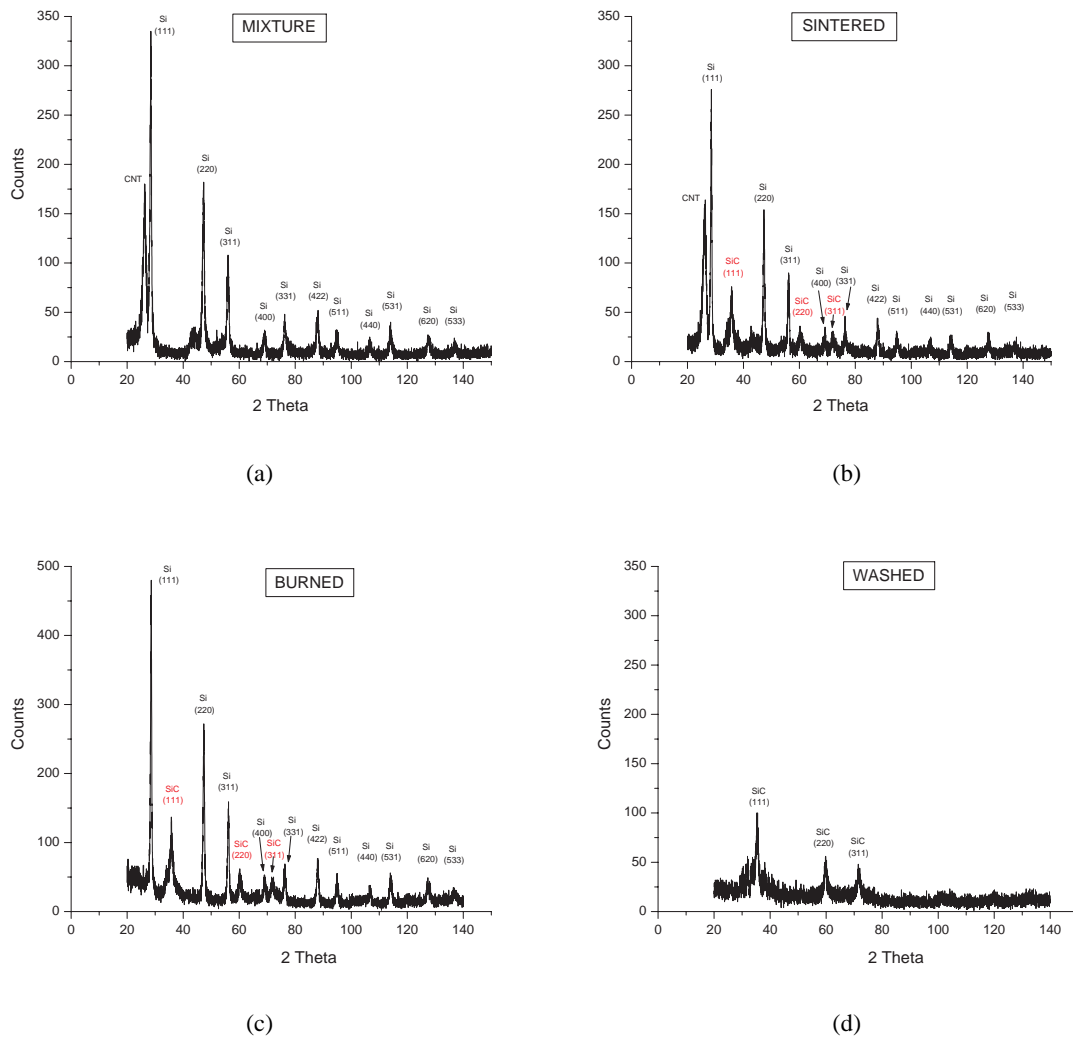 MIXTURE
Counts
350
300
250
200
150
100
50
0
Si
(111)
CNT
Si
(220)
Si
(311)
Si
(400)
Si
(331)
Si
(422)
Si
(511)
Si
(440)
Si
(531)
Si
(620)
Si
(533)
0 20 40 60 80 100 120 140
2 Theta
(a)
SINTERED
Counts
350
300
250
200
150
100
50
0
Si
(111)
CNT
SiC
(111)
Si
(220)
Si
(311)
SiC
(220)
Si
(400)
SiC
(311)
Si
(331)
Si
(422)
Si
(511)
Si
(440)
Si
(531)
Si
(620)
Si
(533)
0 20 40 60 80 100 120 140
2 Theta
(b)
BURNED
Counts
500
400
300
200
100
0
Si
(111)
SiC
(111)
Si
(220)
Si
(311)
SiC
(220)
Si
(400)
SiC
(311)
Si
(331)
Si
(422)
Si
(511)
Si
(440)
Si
(531)
Si
(620)
Si
(533)
0 20 40 60 80 100 120 140
2 Theta
(c)
WASHED
Counts
350
300
250
200
150
100
50
0
SiC
(111)
SiC
(220)
SiC
(311)
0 20 40 60 80 100 120 140
2 Theta
(d)